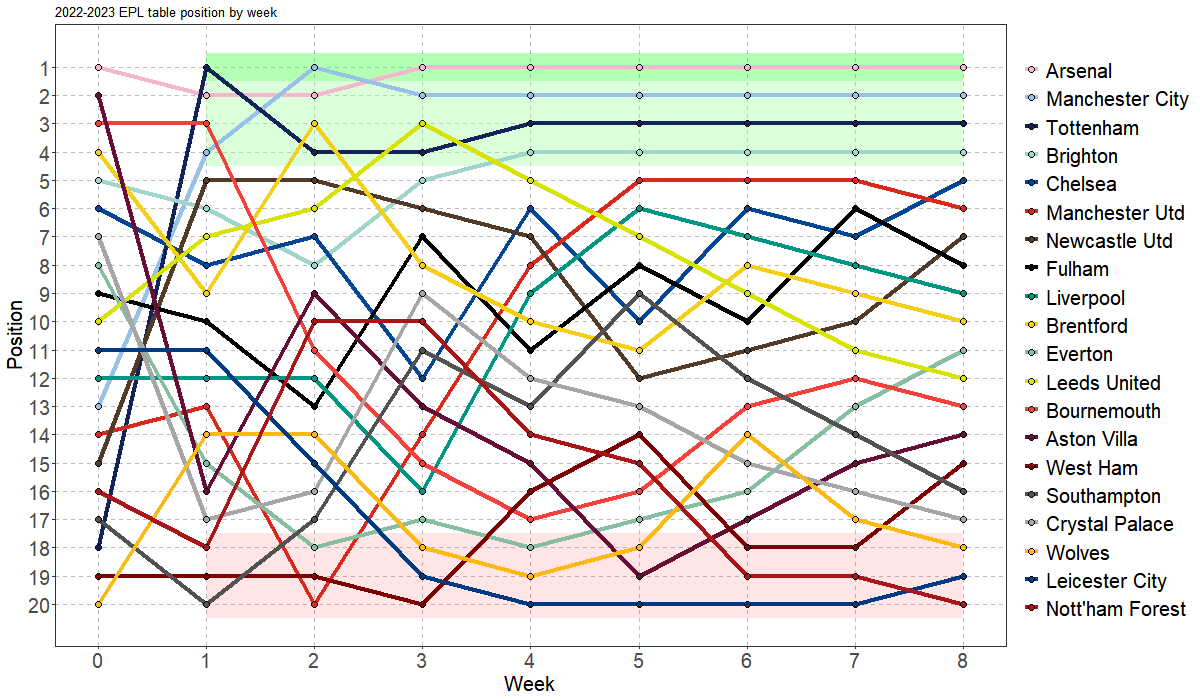 2022-2023 EPL table position by week
Position
1
2
3
4
5
6
7
8
9
10
11
12
13
14
15
16
17
18
19
20
0 1 2 3 4 5 6 7 8
Week
Arsenal
Manchester City
Tottenham
Brighton
Chelsea
Manchester Utd
Newcastle Utd
Fulham
Liverpool
Brentford
Everton
Leeds United
Bournemouth
Aston Villa
West Ham
Southampton
Crystal Palace
Wolves
Leicester City
Nott'ham Forest